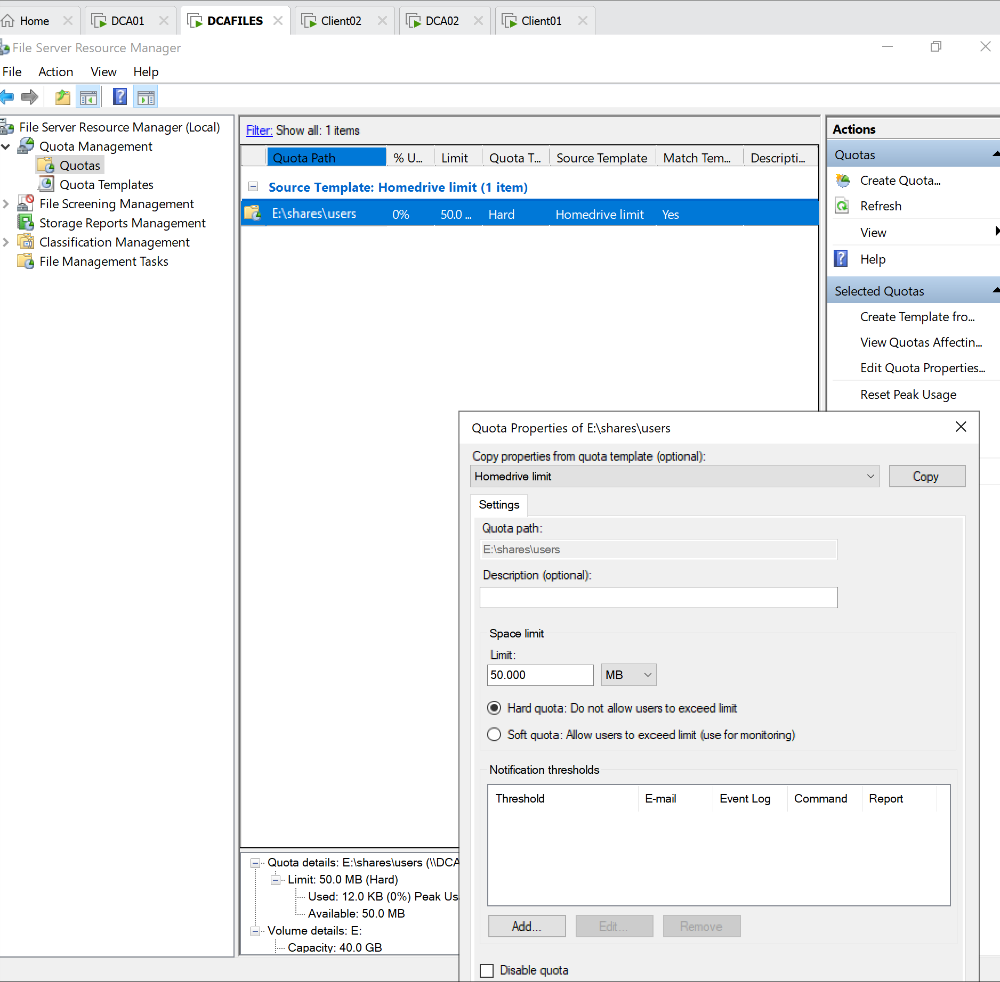 Home
DCA01
DCAFILES
Client02
DCA02
Client01
File Server Resource Manager
File Action View Help
File Server Resource Manager (Local)
Quota Management
Quotas
Quota Templates
File Screening Management
Storage Reports Management
Classification Management
File Management Tasks
Filter: Show all: 1 items
Quota Path % U... Limit Quota T... Source Template Match Tem... Descripti...
Source Template: Homedrive limit (1 item)
E:\shares\users 0% 50.0 ... Hard Homedrive limit Yes
Quota details: E:\shares\users (\\DCA
Limit: 50.0 MB (Hard)
Used: 12.0 KB (0%) Peak Us
Available: 50.0 MB
Volume details: E:
Capacity: 40.0 GB
Actions
Quotas
Create Quota...
Refresh
View
Help
Selected Quotas
Create Template fro...
View Quotas Affectin...
Edit Quota Properties...
Reset Peak Usage
Quota Properties of E:\shares\users
Copy properties from quota template (optional):
Homedrive limit
Copy
Settings
Quota path:
E:\shares\users
Description (optional):
Space limit
Limit:
50.000 MB
Hard quota: Do not allow users to exceed limit
Soft quota: Allow users to exceed limit (use for monitoring)
Notification thresholds
Threshold E-mail Event Log Command Report
Add... Edit... Remove
Disable quota